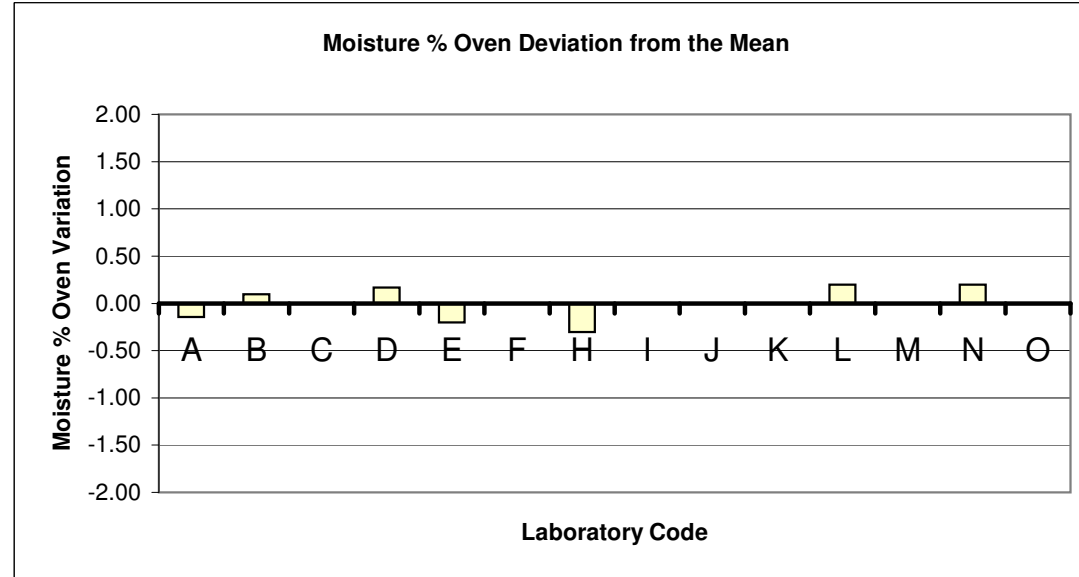 Moisture % Oven Deviation from the Mean
Moisture % Oven Variation
2.00
1.50
1.00
0.50
0.00
-0.50
-1.00
-1.50
-2.00
A B C D E F H I J K L M N O
Laboratory Code